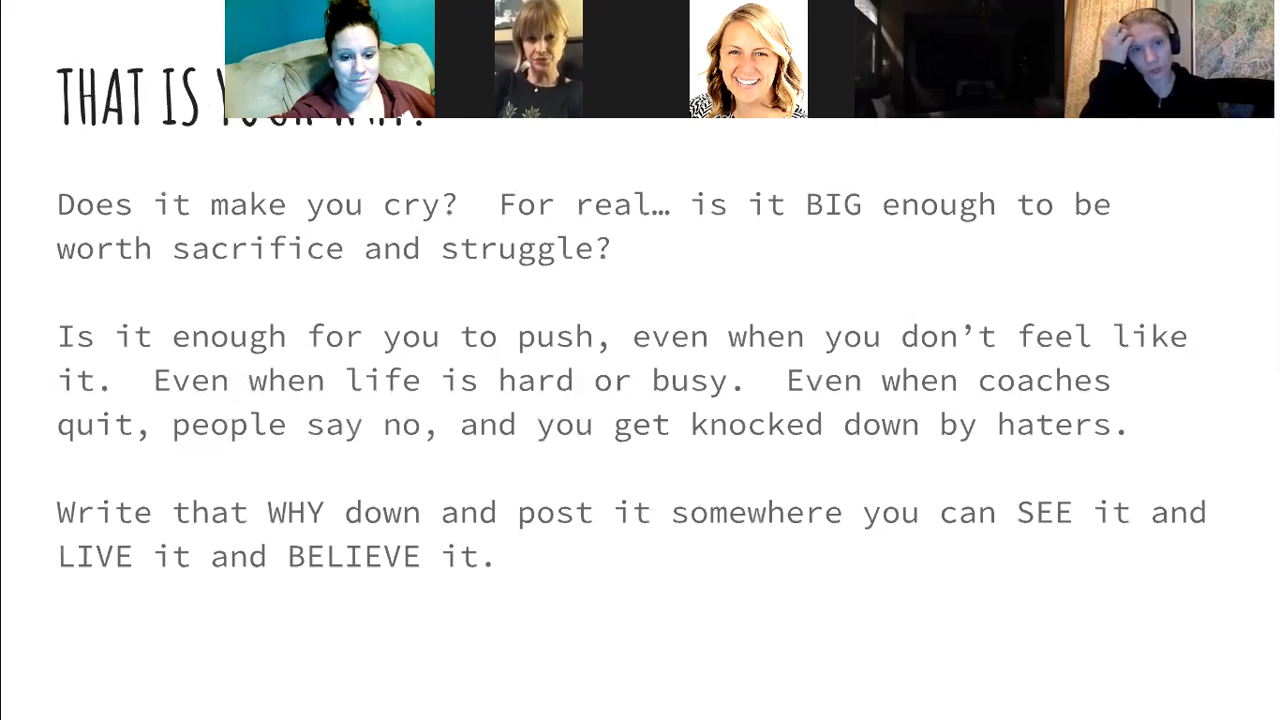 THAT IS
Does it make you cry?  For real… is it BIG enough to be
worth sacrifice and struggle?
Is it enough for you to push, even when you don’t feel like
it.  Even when life is hard or busy.  Even when coaches
quit, people say no, and you get knocked down by haters.
Write that WHY down and post it somewhere you can SEE it and
LIVE it and BELIEVE it.